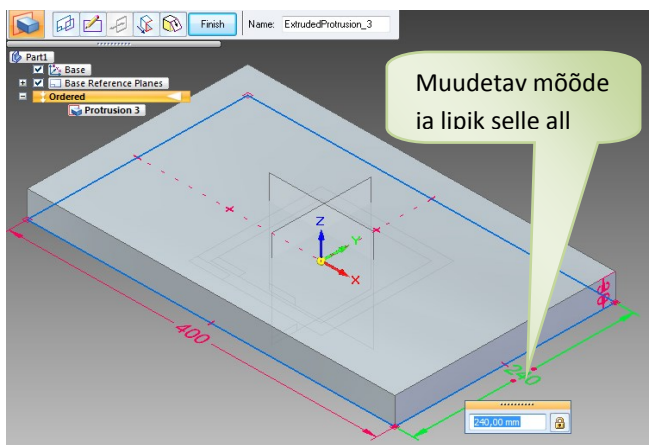 Finish
Name: ExtrudedProtrusion_3
Part1
Base
Base Reference Planes
Ordered
Protrusion 3
Muudetav mõõde
ja lipik selle all
Z
Y
X
400
240
240,00 mm